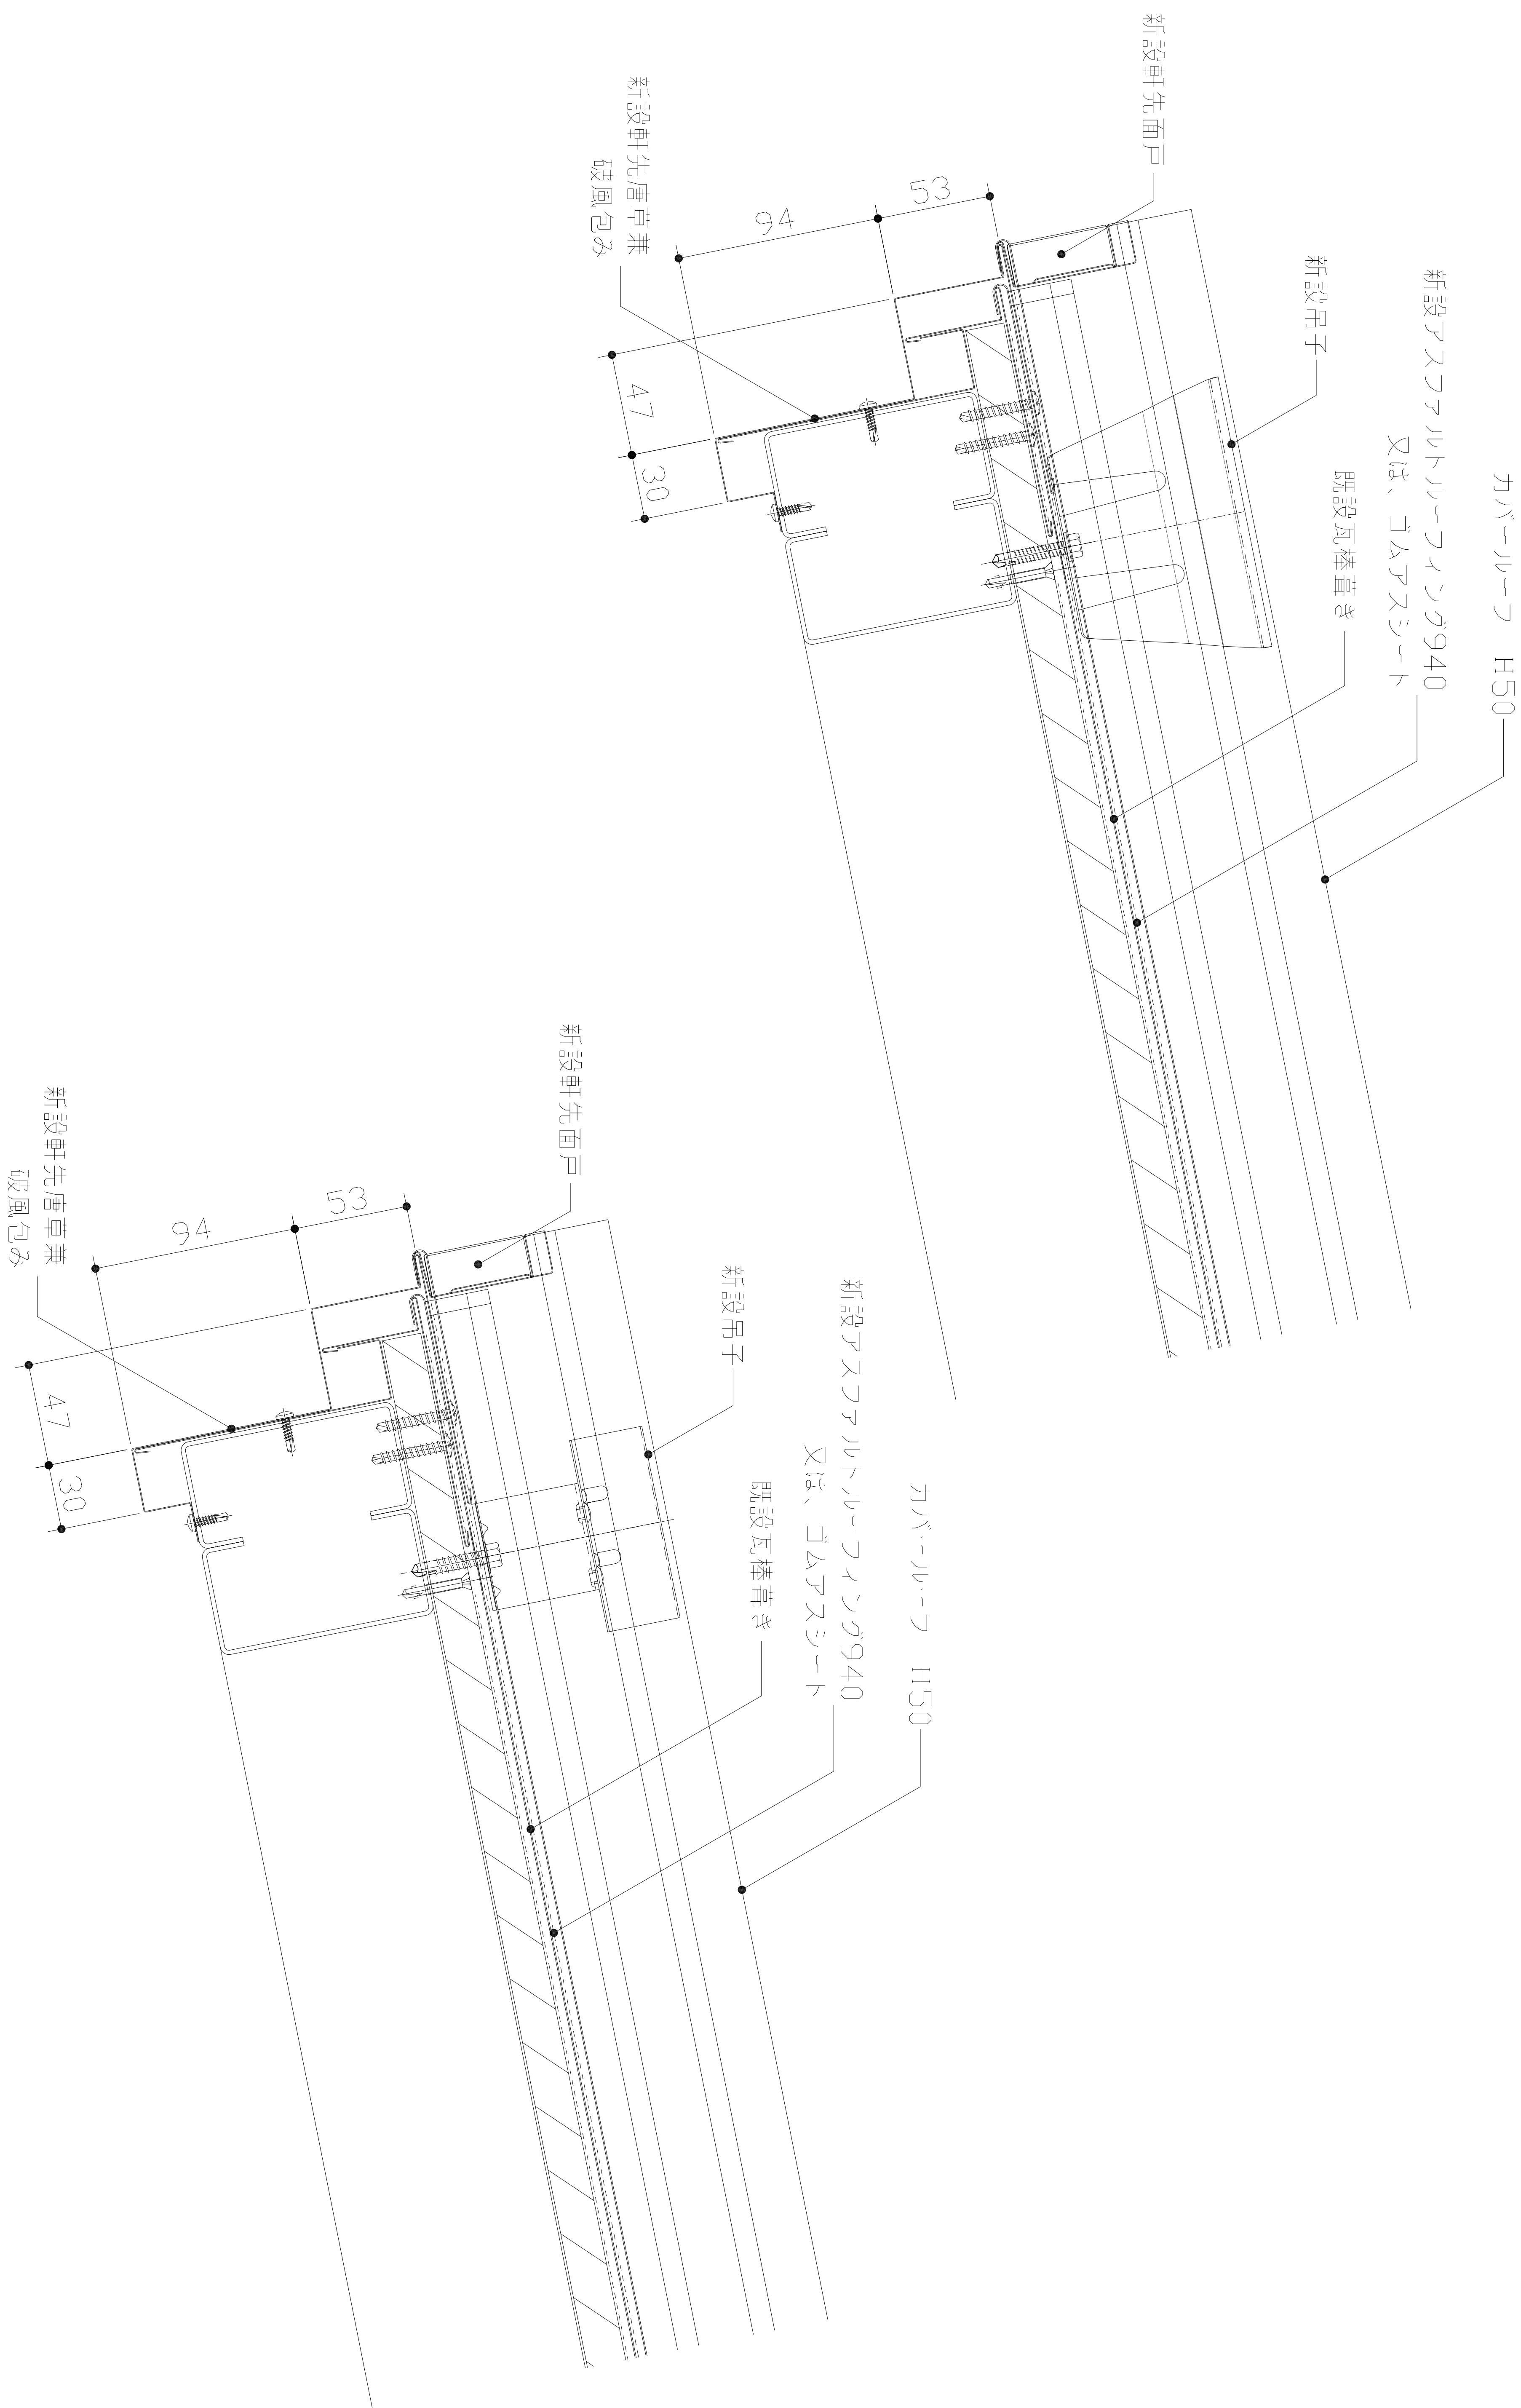 カバールーフ　H50
新設アスファルトルーフィング940
又は、ゴムアスシート
既設瓦棒葺き
新設吊子
新設軒先面戸
新設軒先唐草兼
破風包み
53
94
47
30
カバールーフ　H50
新設アスファルトルーフィング940
又は、ゴムアスシート
既設瓦棒葺き
新設吊子
新設軒先面戸
新設軒先唐草兼
破風包み
53
94
47
30